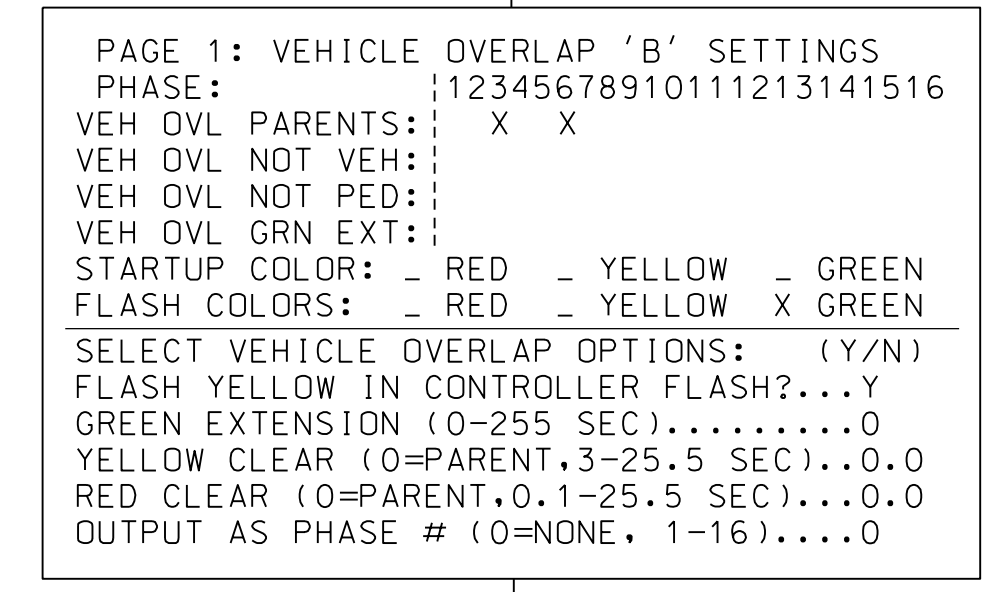 PAGE 1: VEHICLE OVERLAP 'B' SETTINGS
PHASE: ¦12345678910111213141516
VEH OVL PARENTS:¦ X X
VEH OVL NOT VEH:¦
VEH OVL NOT PED:¦
VEH OVL GRN EXT:¦
STARTUP COLOR: _ RED _ YELLOW _ GREEN
FLASH COLORS: _ RED _ YELLOW X GREEN
SELECT VEHICLE OVERLAP OPTIONS: (Y/N)
FLASH YELLOW IN CONTROLLER FLASH?...Y
GREEN EXTENSION (0-255 SEC).........0
YELLOW CLEAR (0=PARENT,3-25.5 SEC)..0.0
RED CLEAR (0=PARENT,0.1-25.5 SEC)...0.0
OUTPUT AS PHASE # (0=NONE, 1-16)....0